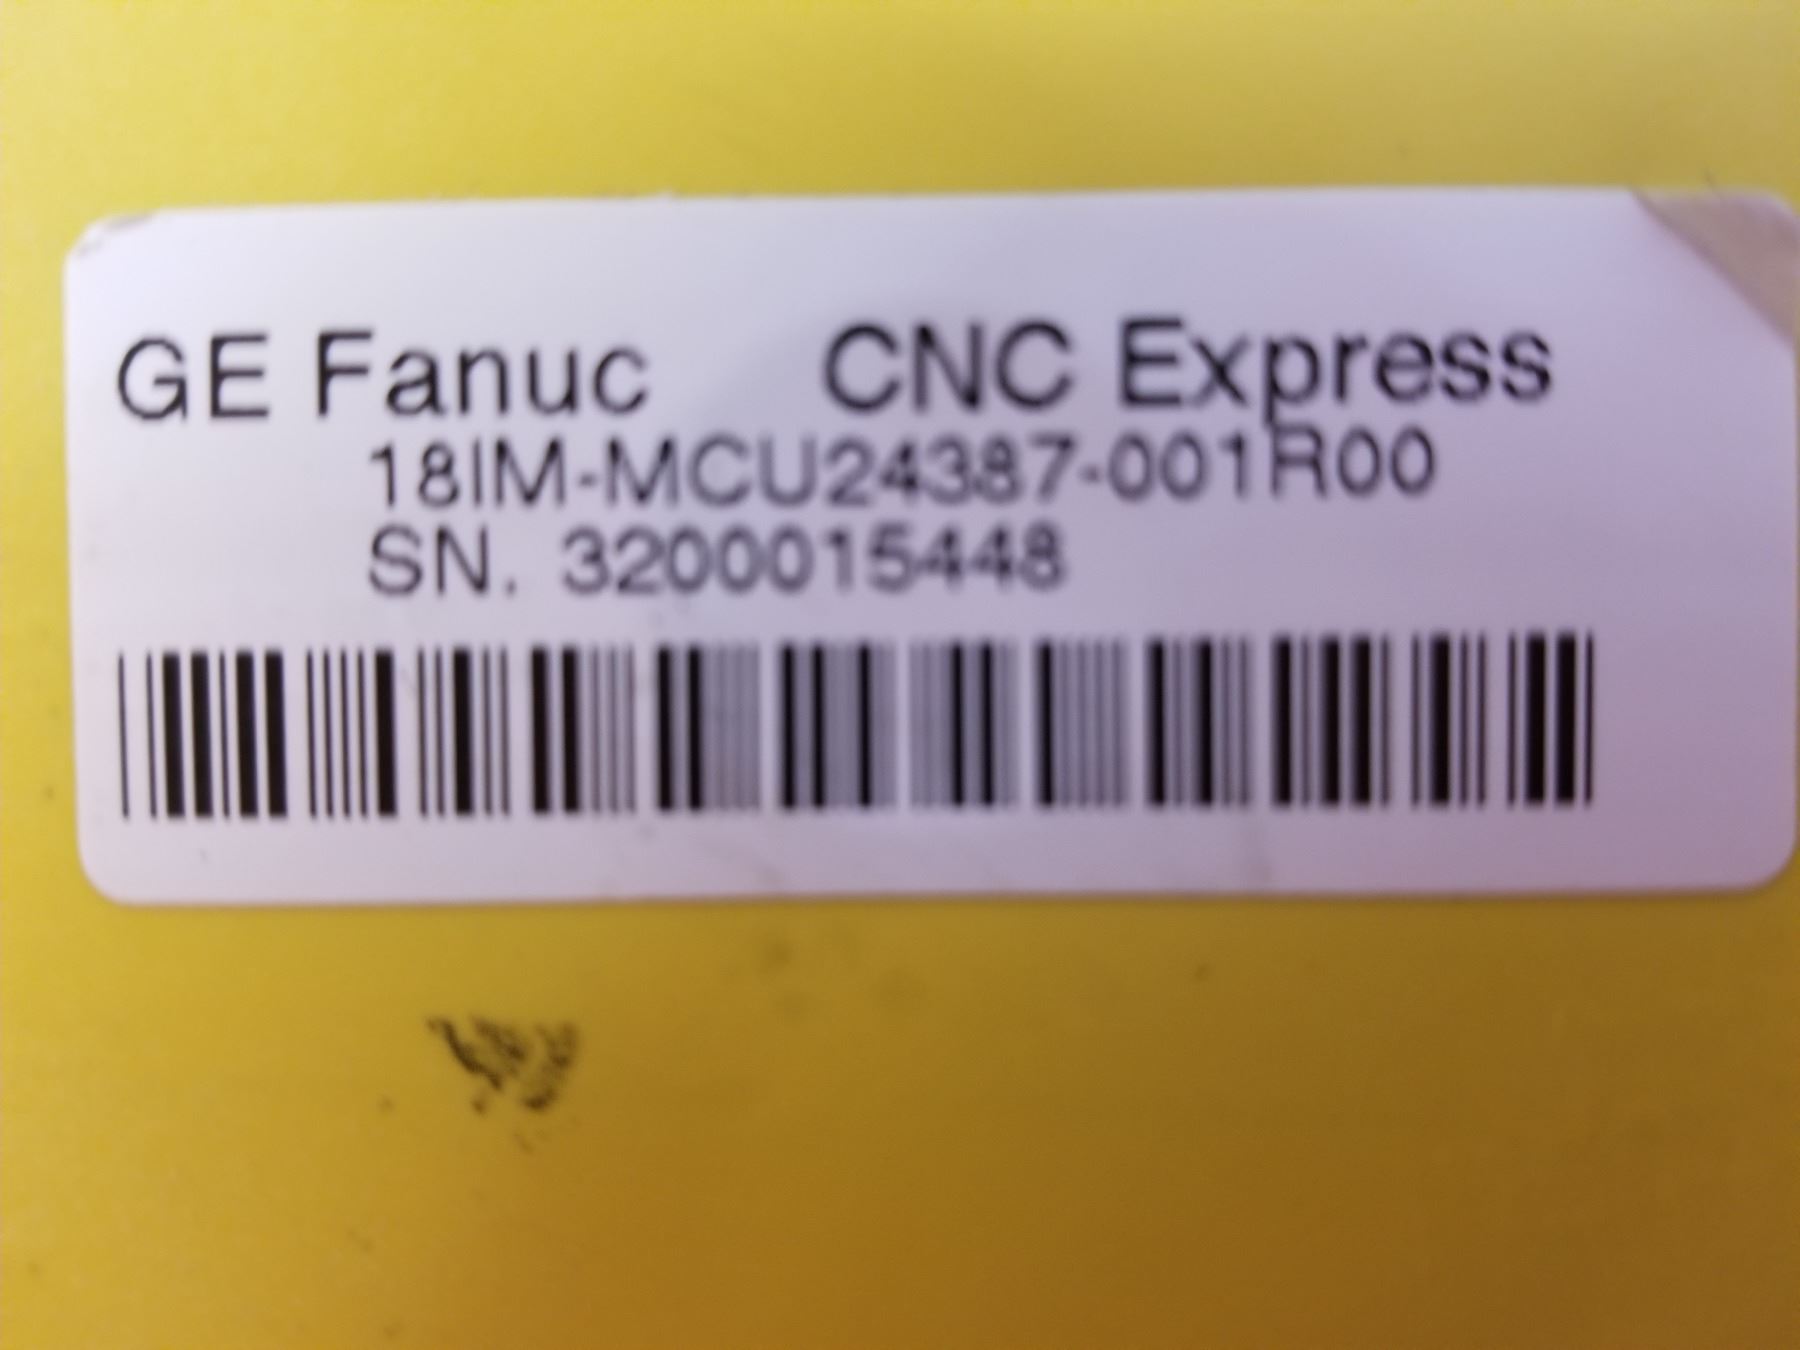 GE Fanuc CNC Express
18IM-MCU24387-001R00
SN. 3200015448